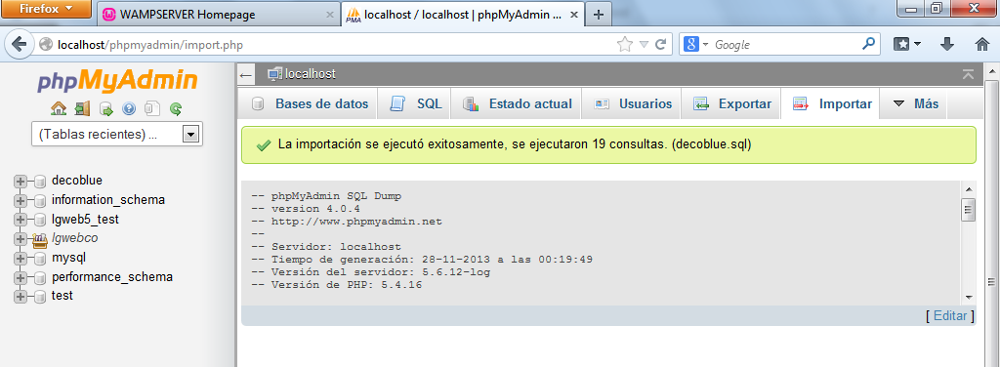 Firefox
WAMPSERVER Homepage
localhost / localhost | phpMyAdmin ...
localhost/phpmyadmin/import.php
Google
phpMyAdmin
(Tablas recientes) ...
decoblue
information_schema
lgweb5_test
lgwebco
mysql
performance_schema
test
localhost
Bases de datos
SQL
Estado actual
Usuarios
Exportar
Importar
Más
La importación se ejecutó exitosamente, se ejecutaron 19 consultas. (decoblue.sql)
-- phpMyAdmin SQL Dump
-- version 4.0.4
-- http://www.phpmyadmin.net
--
-- Servidor: localhost
-- Tiempo de generación: 28-11-2013 a las 00:19:49
-- Versión del servidor: 5.6.12-log
-- Versión de PHP: 5.4.16
[ Editar ]